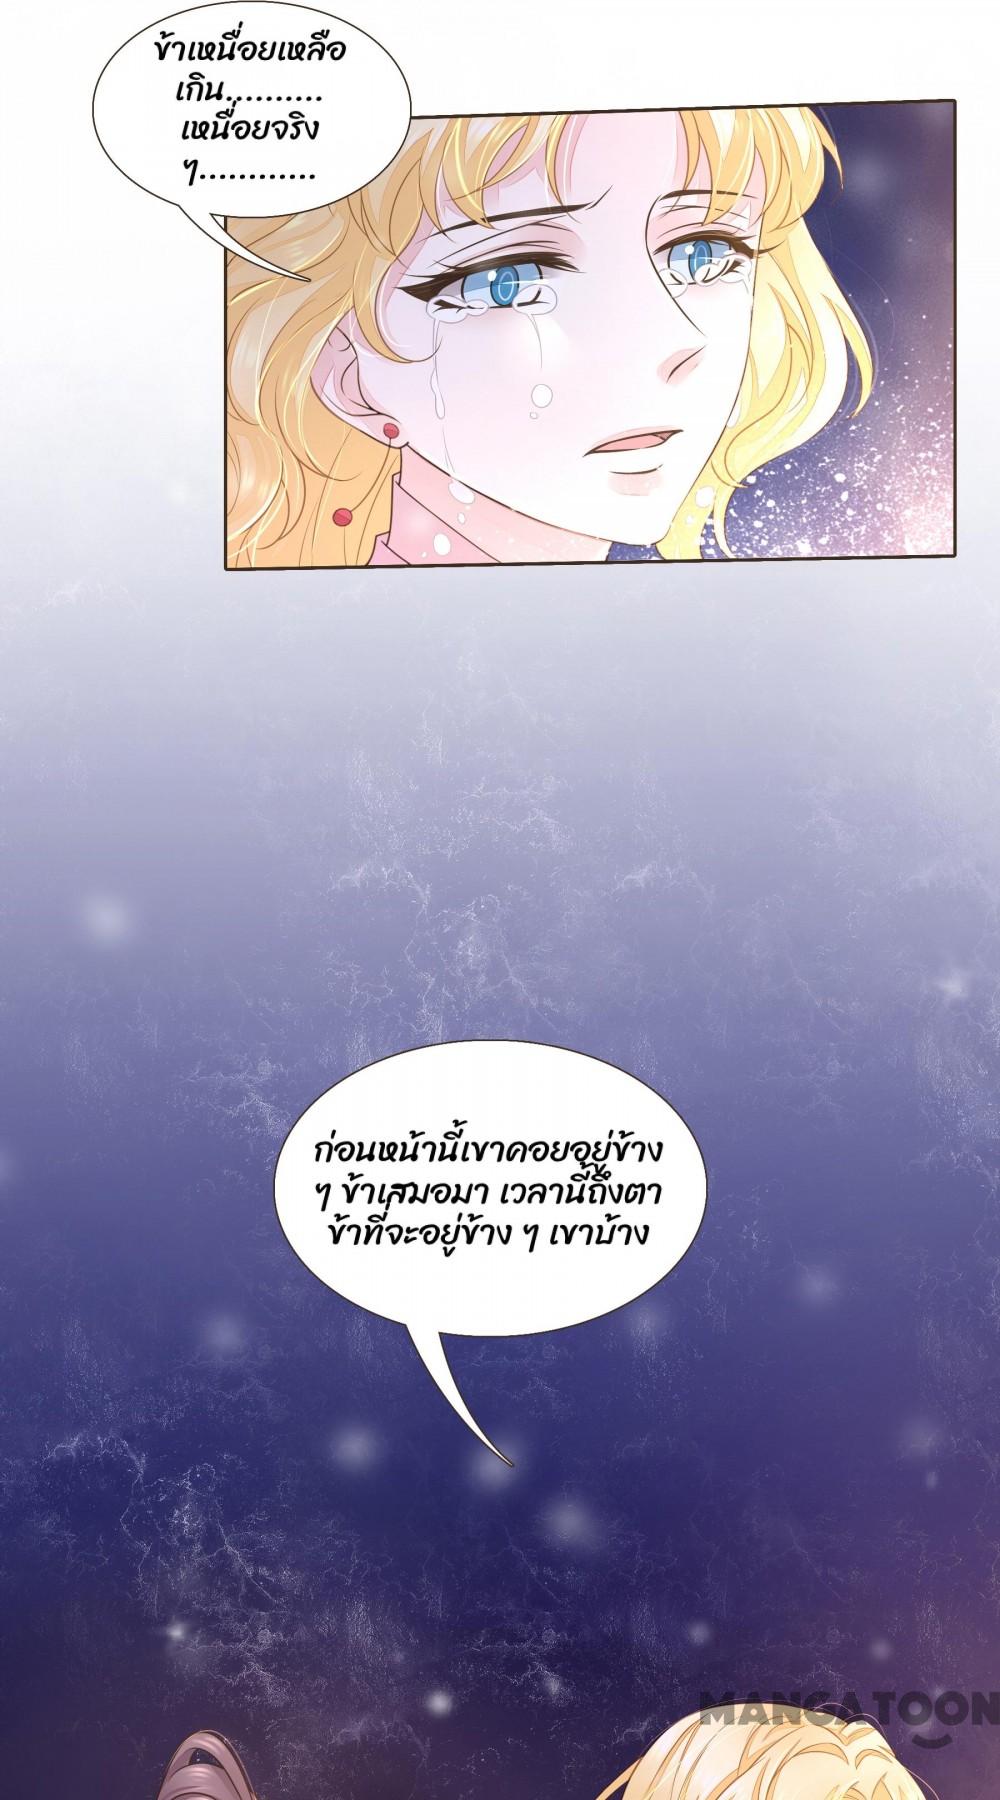 ข้าเหนื่อยเหลือ
เกิน..........
เหนื่อยจริง
ๆ............
ก่อนหน้านี้เขาคอยอยู่ข้าง
ๆ ข้าเสมอมา เวลานี้ถึงตา
ข้าที่จะอยู่ข้าง ๆ เขาบ้าง
MANGATOON